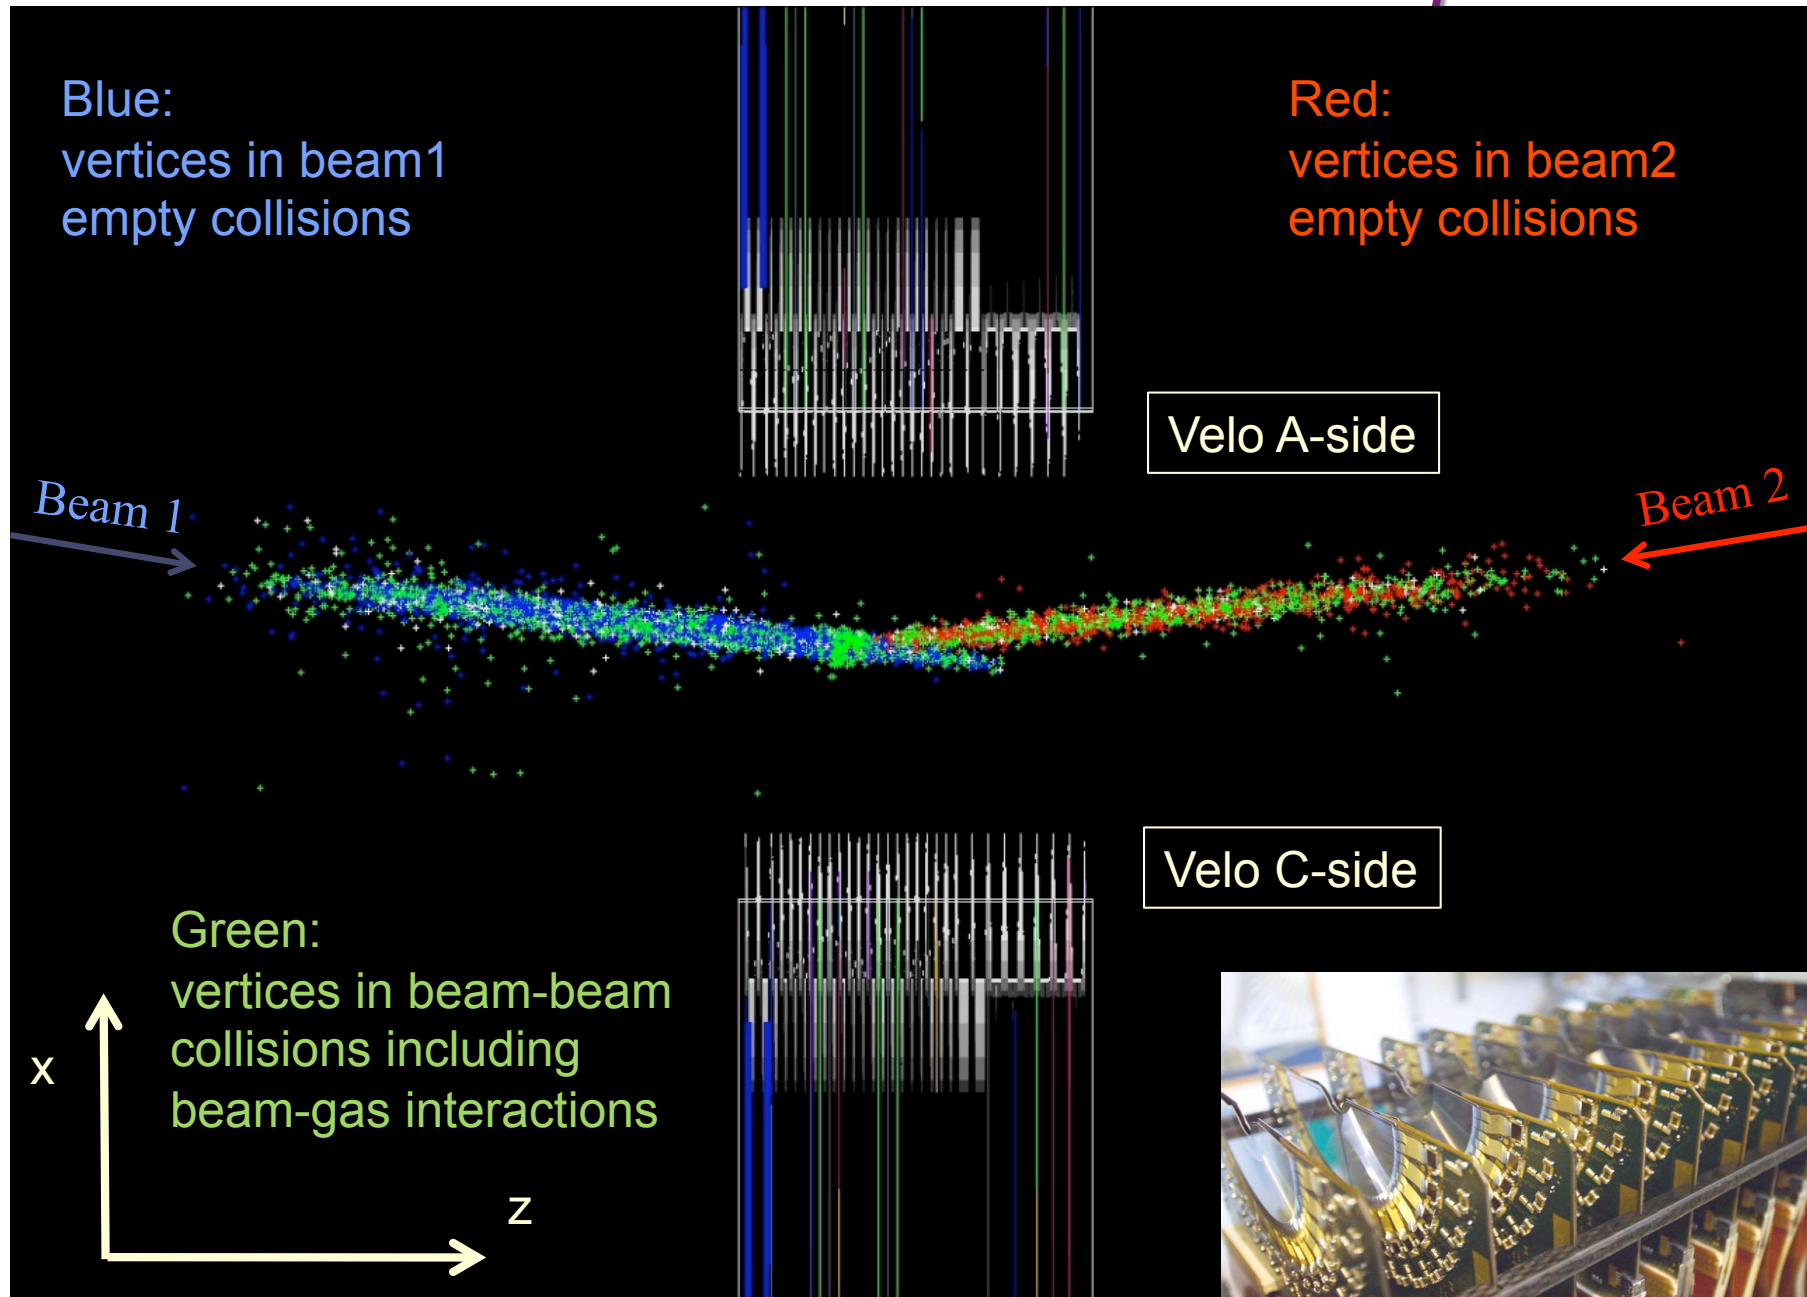 Blue:
vertices in beam1
empty collisions
Red:
vertices in beam2
empty collisions
Velo A-side
Beam 1
Beam 2
Velo C-side
Green:
vertices in beam-beam
collisions including
beam-gas interactions
x
z